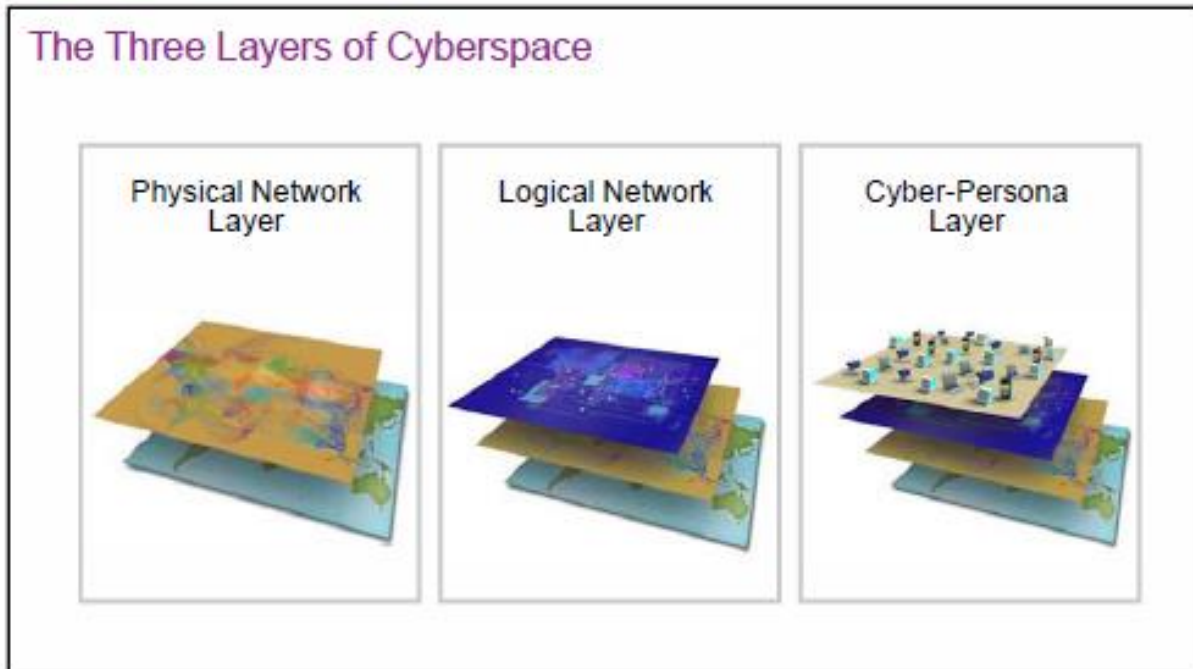 The Three Layers of Cyberspace
Physical Network
Layer
Logical Network
Layer
Cyber-Persona
Layer